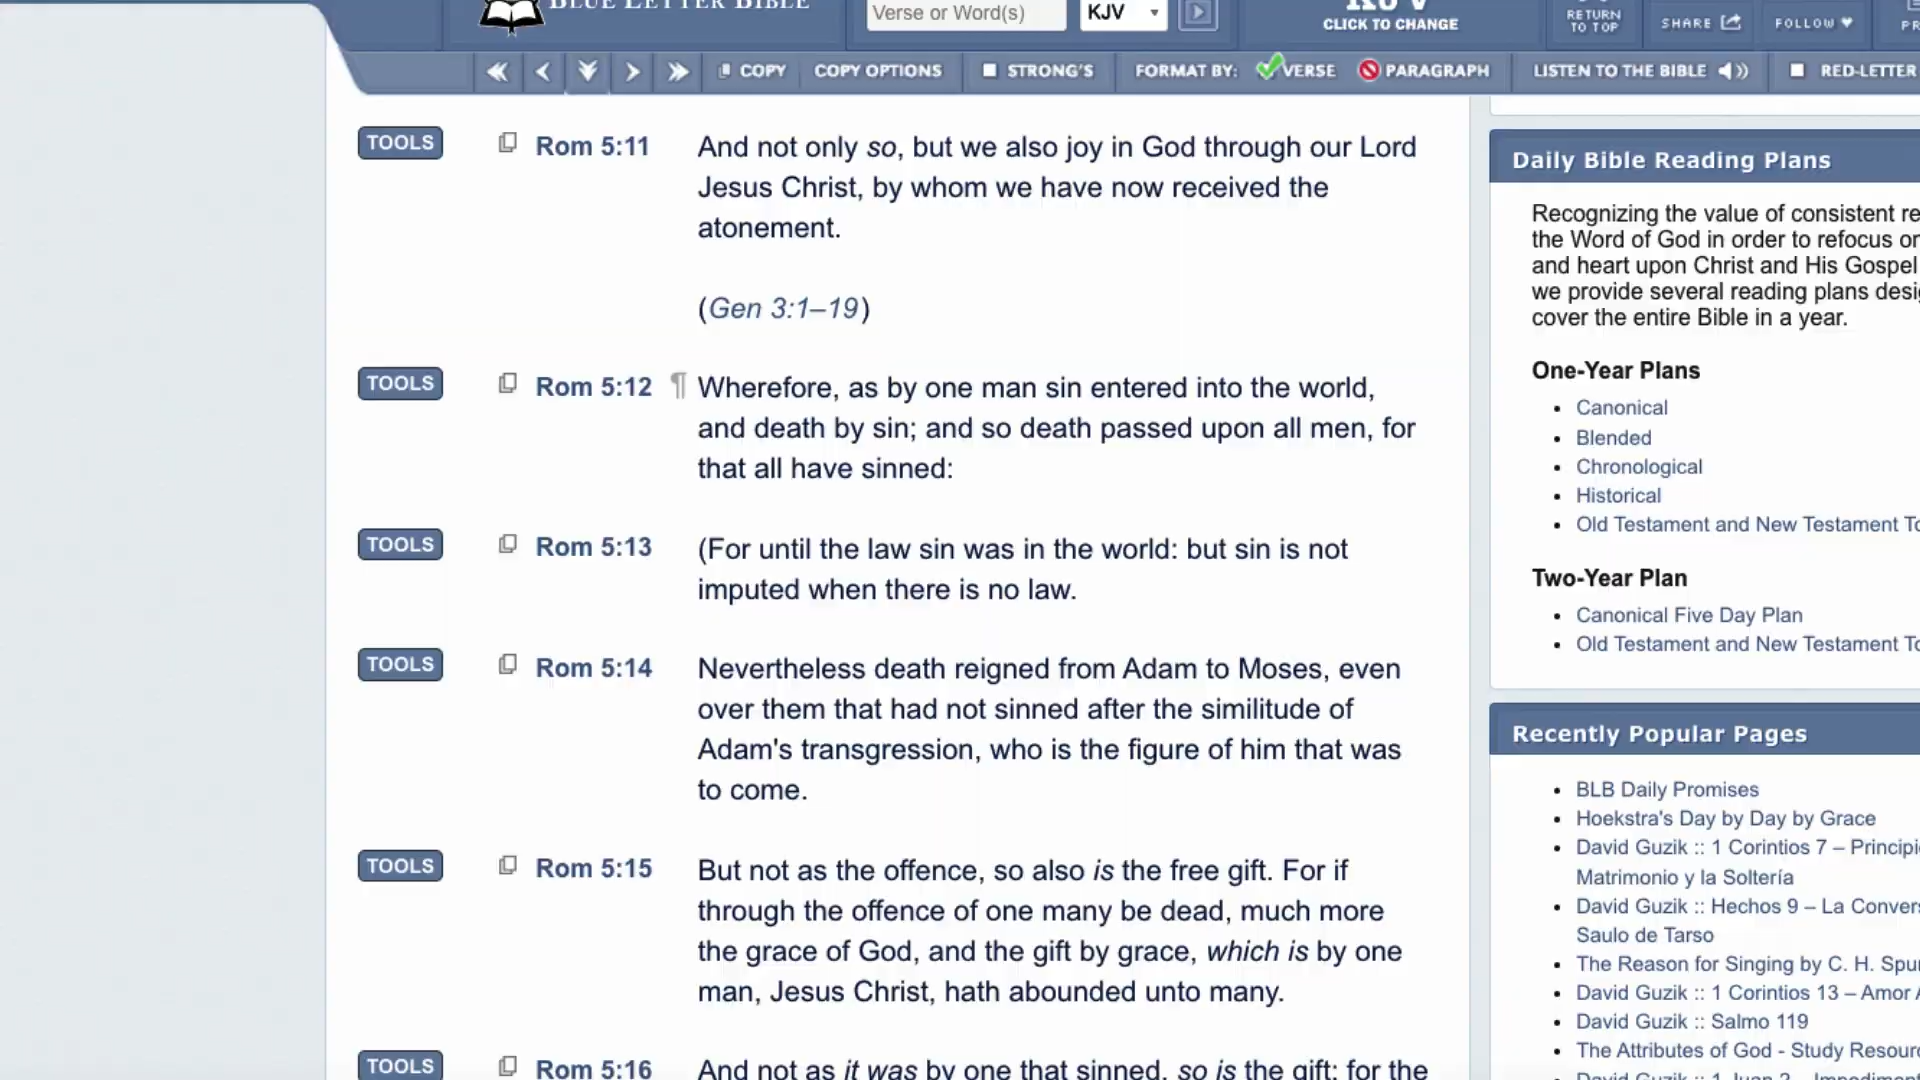 BLUE LETTER BIBLE
Verse or Word(s)
KJV
KJV
CLICK TO CHANGE
RETURN
TO TOP
SHARE
FOLLOW
COPY
COPY OPTIONS
STRONG'S
FORMAT BY:
VERSE
PARAGRAPH
LISTEN TO THE BIBLE
RED-LETTER
TOOLS
Rom 5:11
And not only so, but we also joy in God through our Lord
Jesus Christ, by whom we have now received the
atonement.
(Gen 3:1–19)
TOOLS
Rom 5:12
¶ Wherefore, as by one man sin entered into the world,
and death by sin; and so death passed upon all men, for
that all have sinned:
TOOLS
Rom 5:13
(For until the law sin was in the world: but sin is not
imputed when there is no law.
TOOLS
Rom 5:14
Nevertheless death reigned from Adam to Moses, even
over them that had not sinned after the similitude of
Adam's transgression, who is the figure of him that was
to come.
TOOLS
Rom 5:15
But not as the offence, so also is the free gift. For if
through the offence of one many be dead, much more
the grace of God, and the gift by grace, which is by one
man, Jesus Christ, hath abounded unto many.
TOOLS
Rom 5:16
And not as it was by one that sinned, so is the gift: for the
Daily Bible Reading Plans
Recognizing the value of consistent re
the Word of God in order to refocus
and heart upon Christ and His Gospel
we provide several reading plans
cover the entire Bible in a year.
One-Year Plans
• Canonical
• Blended
• Chronological
• Historical
• Old Testament and New Testament
Two-Year Plan
• Canonical Five Day Plan
• Old Testament and New Testament
Recently Popular Pages
• BLB Daily Promises
• Hoekstra's Day by Day by Grace
• David Guzik :: 1 Corintios 7 –
Matrimonio y la Soltería
• David Guzik :: Hechos 9 – La
Saulo de Tarso
• The Reason for Singing by C. H.
• David Guzik :: 1 Corintios 13 – Amor
• David Guzik :: Salmo 119
• The Attributes of God - Study